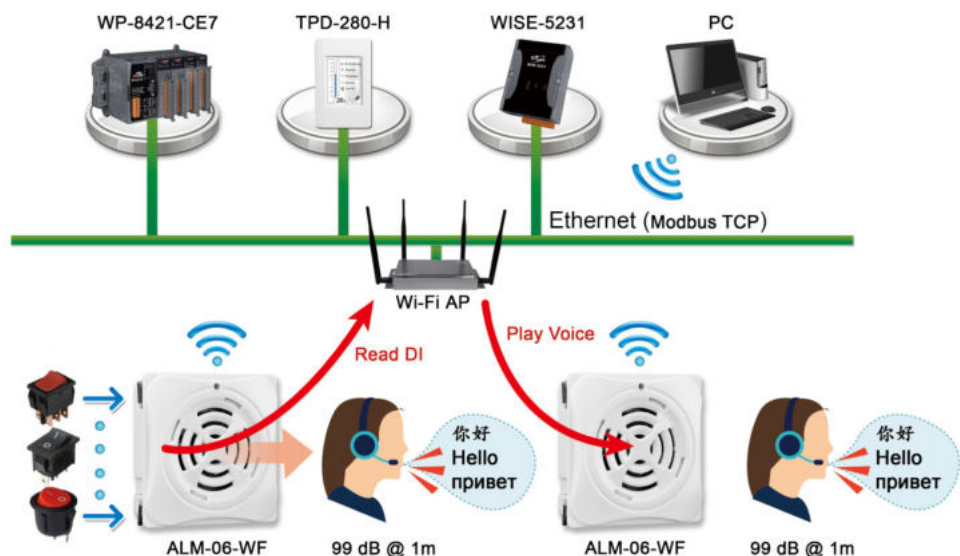 WP-8421-CE7
TPD-280-H
WISE-5231
PC
Ethernet (Modbus TCP)
Wi-Fi AP
Read DI
Play Voice
你好
Hello
привет
你好
Hello
привет
ALM-06-WF
99 dB @ 1m
ALM-06-WF
99 dB @ 1m